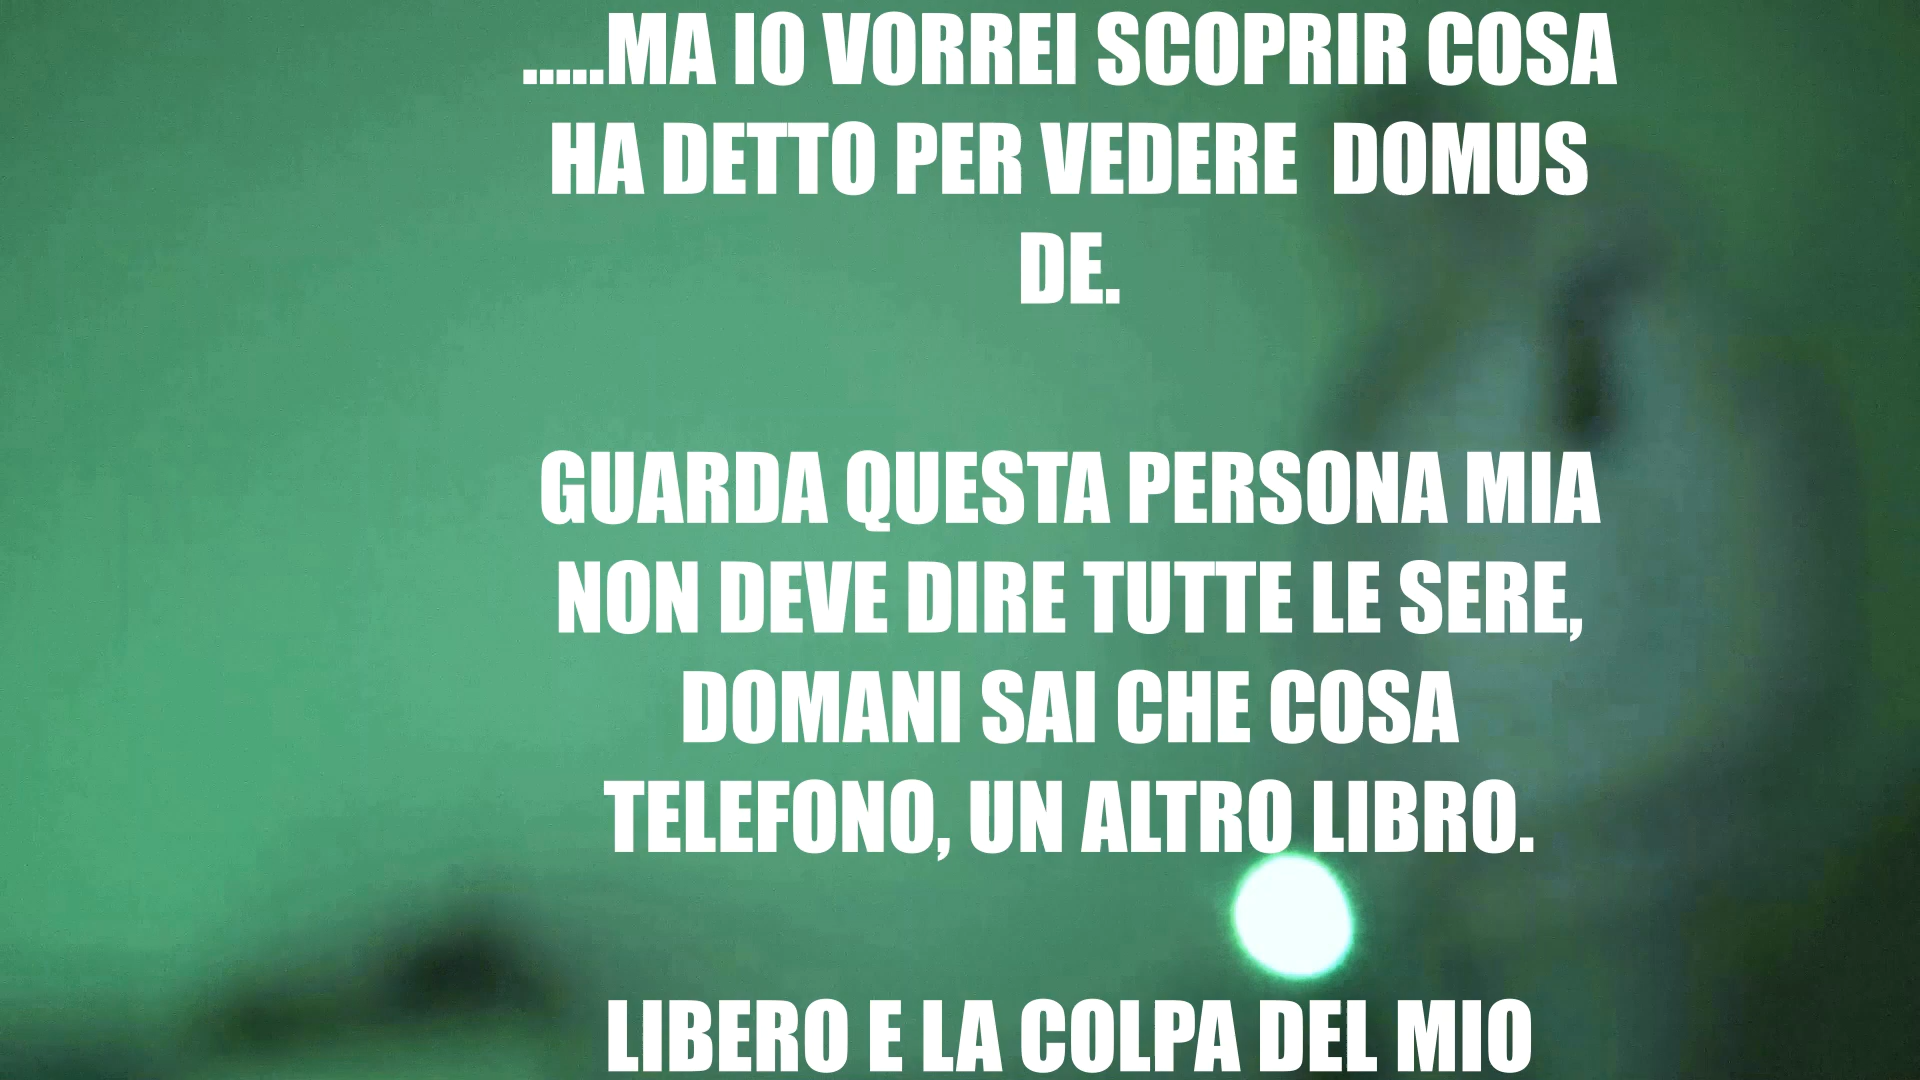 .....MA IO VORREI SCOPRIR COSA
HA DETTO PER VEDERE  DOMUS
DE.
GUARDA QUESTA PERSONA MIA
NON DEVE DIRE TUTTE LE SERE,
DOMANI SAI CHE COSA
TELEFONO, UN ALTRO LIBRO.
LIBERO E LA COLPA DEL MIO